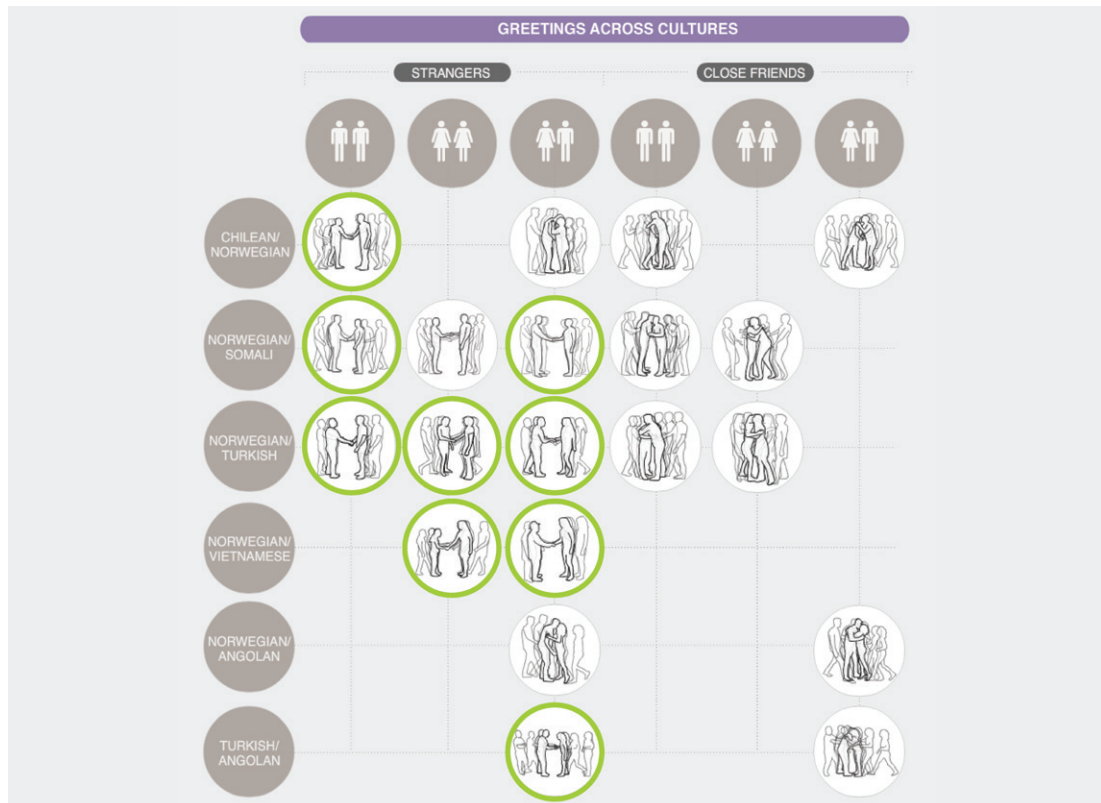 GREETINGS ACROSS CULTURES
STRANGERS
CLOSE FRIENDS
CHILEAN/
NORWEGIAN
NORWEGIAN/
SOMALI
NORWEGIAN/
TURKISH
NORWEGIAN/
VIETNAMESE
NORWEGIAN/
ANGOLAN
TURKISH/
ANGOLAN